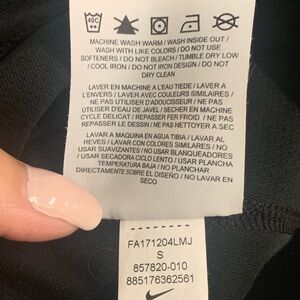 40C
MACHINE WASH WARM / WASH INSIDE OUT /
WASH WITH LIKE COLORS / DO NOT USE
SOFTENERS / DO NOT BLEACH / TUMBLE DRY LOW
/ COOL IRON / DO NOT IRON DESIGN / DO NOT
DRY CLEAN
LAVER EN MACHINE A L'EAU TIEDE / LAVER A
L'ENVERS / LAVER AVEC COULEURS SIMILAIRES /
NE PAS UTILISER D'ADOUCISSEUR / NE PAS
UTILISER D'EAU DE JAVEL / SECHER EN MACHINE
CYCLE DELICAT / REPASSER FER FROID / NE PAS
REPASSER LE DESSIN / NE PAS NETTOYER A SEC
LAVAR A MAQUINA EN AGUA TIBIA / LAVAR AL
REVES / LAVAR CON COLORES SIMILARES / NO
USAR SUAVIZANTES / NO USAR BLANQUEADORES
/ USAR SECADORA CICLO LENTO / USAR PLANCHA
TEMPERATURA BAJA / NO PLANCHAR
DIRECTAMENTE SOBRE EL DISEÑO / NO LAVAR EN
SECO
FA171204LMJ
S
857820-010
885176362561